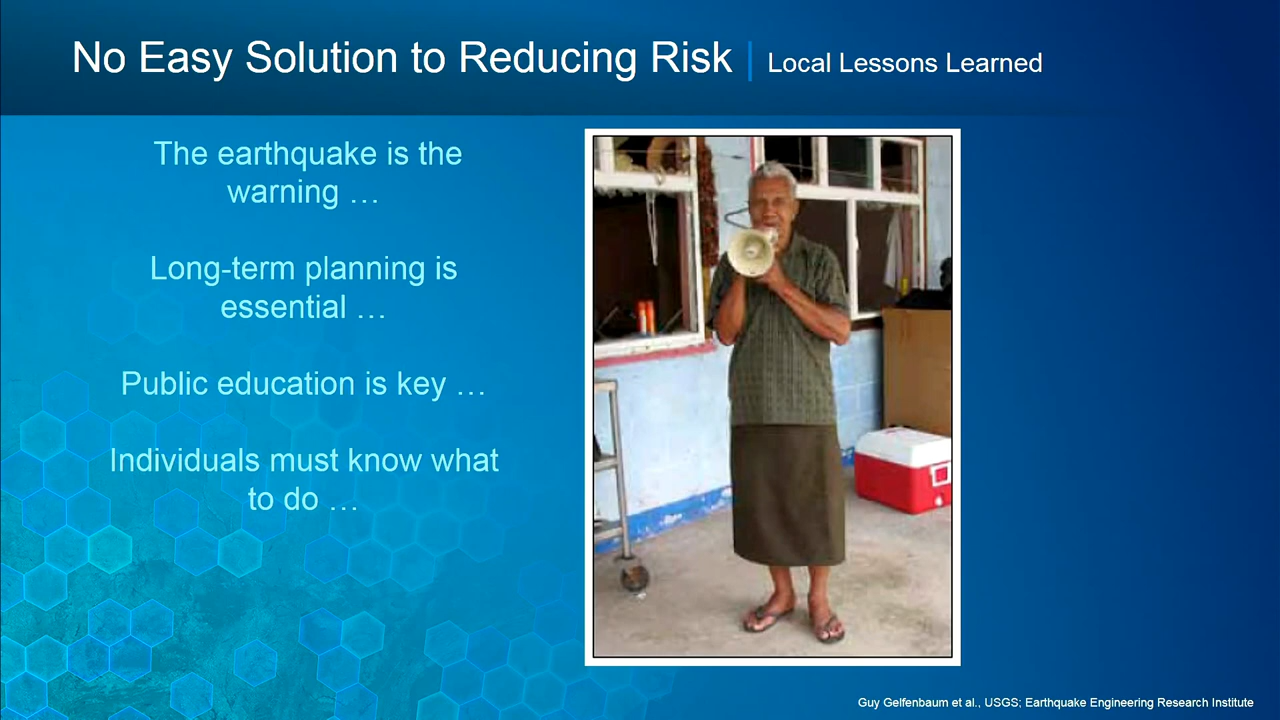 No Easy Solution to Reducing Risk | Local Lessons Learned
The earthquake is the
warning …
Long-term planning is
essential …
Public education is key …
Individuals must know what
to do …
Guy Gelfenbaum et al., USGS; Earthquake Engineering Research Institute